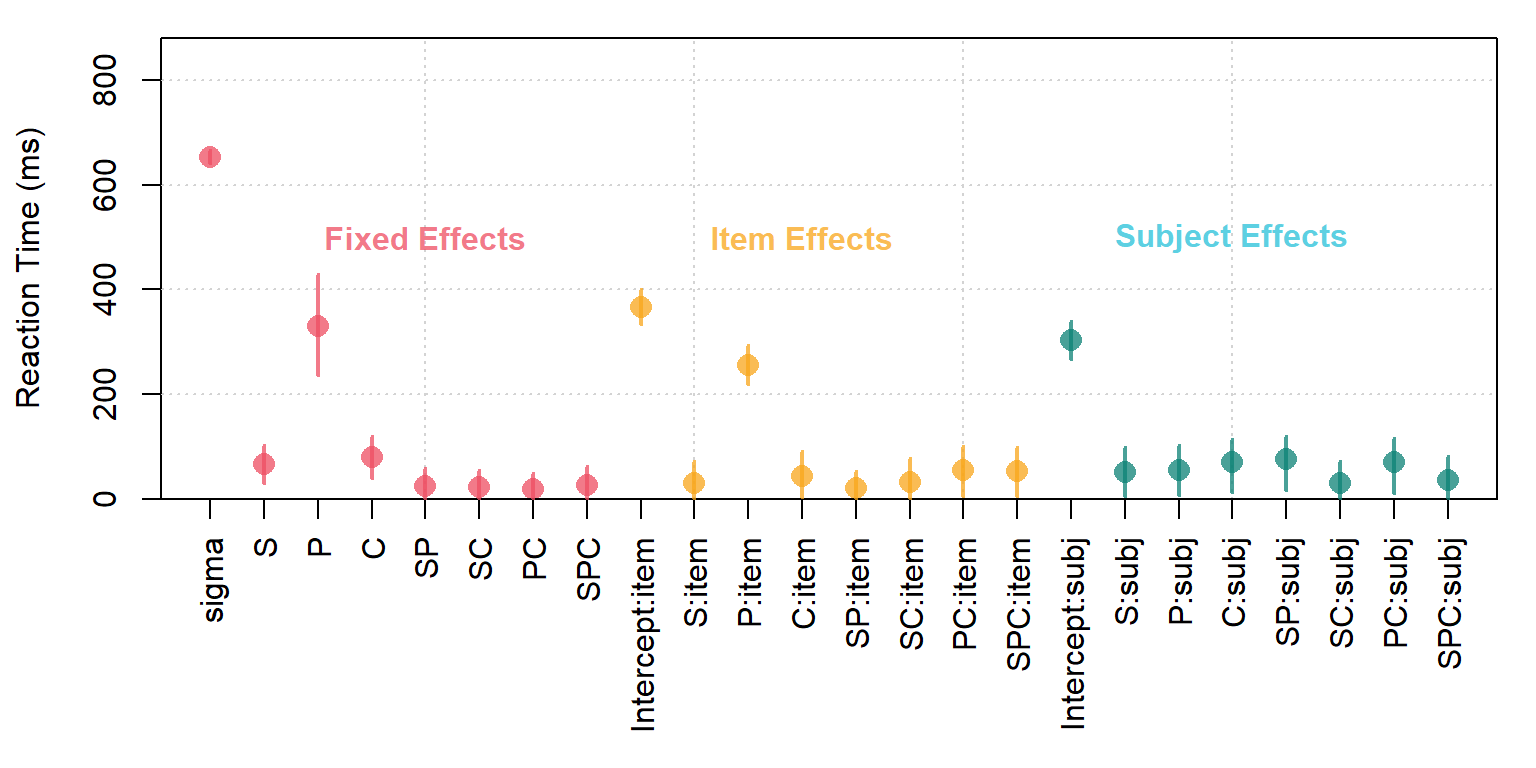 Reaction Time (ms)
800
600
400
200
0
Fixed Effects
Item Effects
Subject Effects
sigma
S
P
C
SP
SC
PC
SPC
Intercept:item
S:item
P:item
C:item
SP:item
SC:item
PC:item
SPC:item
Intercept:subj
S:subj
P:subj
C:subj
SP:subj
SC:subj
PC:subj
SPC:subj